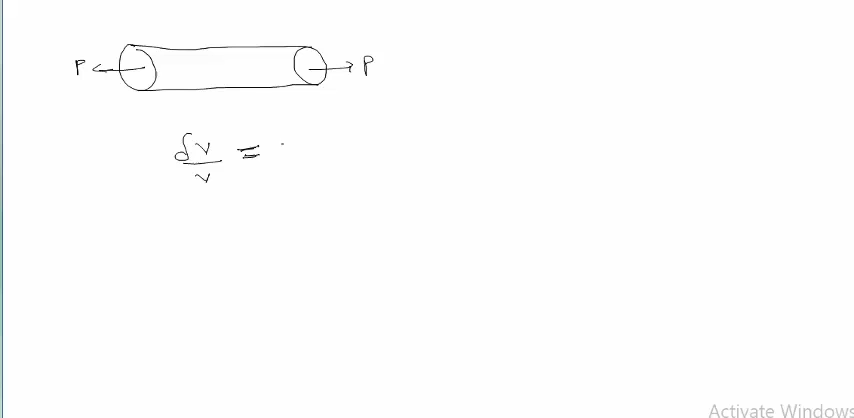 P P
δv/v =
Activate Windows